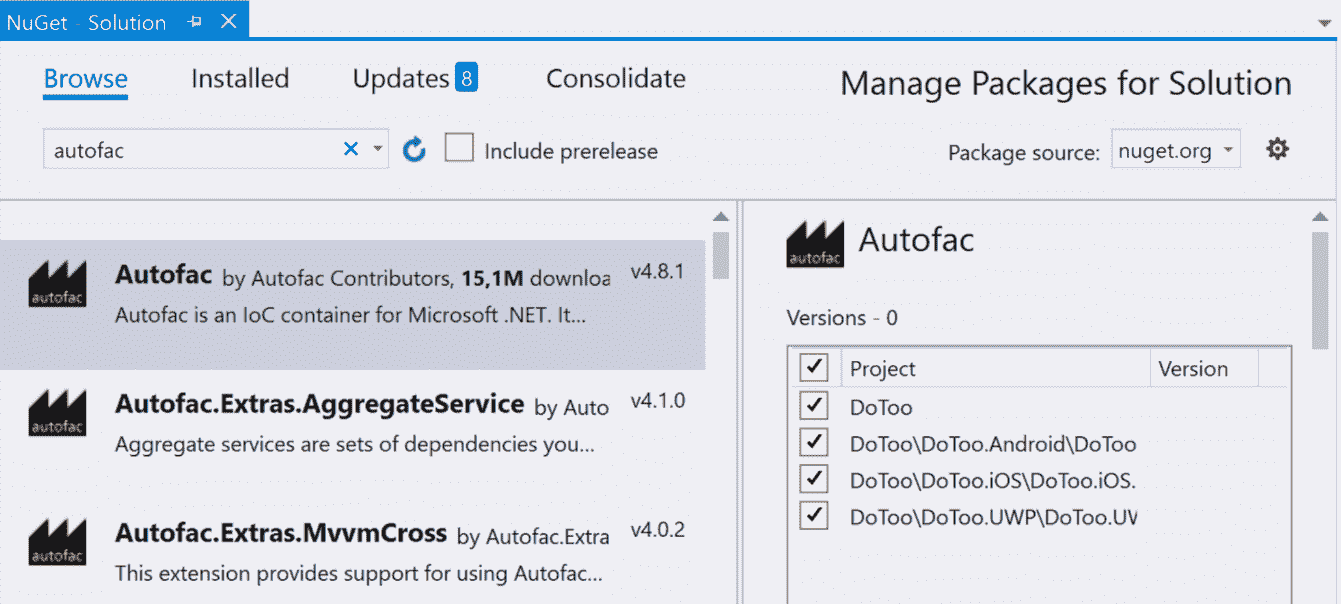 NuGet - Solution
Browse Installed Updates 8 Consolidate Manage Packages for Solution
autofac Include prerelease Package source: nuget.org
autofac Autofac by Autofac Contributors, 15,1M downloa v4.8.1
Autofac is an IoC container for Microsoft .NET. It...
autofac Autofac.Extras.AggregateService by Auto v4.1.0
Aggregate services are sets of dependencies you...
autofac Autofac.Extras.MvvmCross by Autofac.Extra v4.0.2
This extension provides support for using Autofac...
autofac Autofac
Versions - 0
Project Version
DoToo
DoToo\DoToo.Android\DoToo
DoToo\DoToo.iOS\DoToo.iOS.
DoToo\DoToo.UWP\DoToo.UW